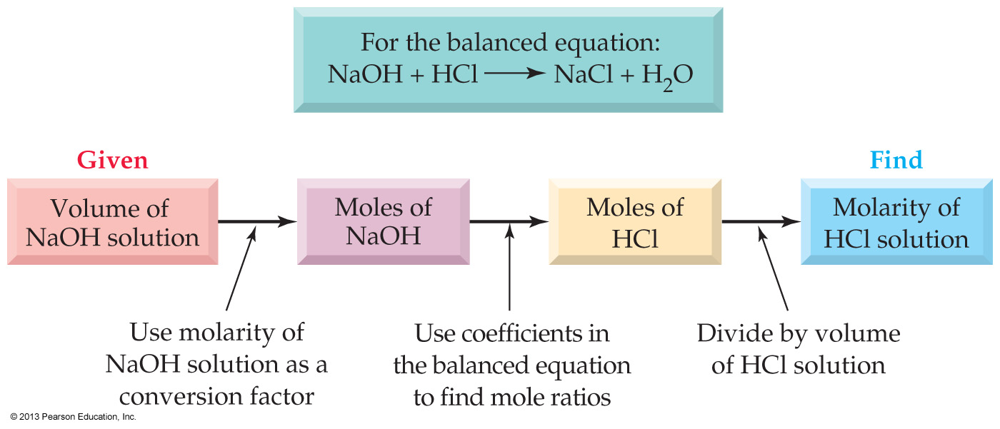 For the balanced equation:
NaOH + HCl ⟶ NaCl + H₂O
Given
Find
Volume of
NaOH solution
Moles of
NaOH
Moles of
HCl
Molarity of
HCl solution
Use molarity of
NaOH solution as a
conversion factor
Use coefficients in
the balanced equation
to find mole ratios
Divide by volume
of HCl solution
© 2013 Pearson Education, Inc.